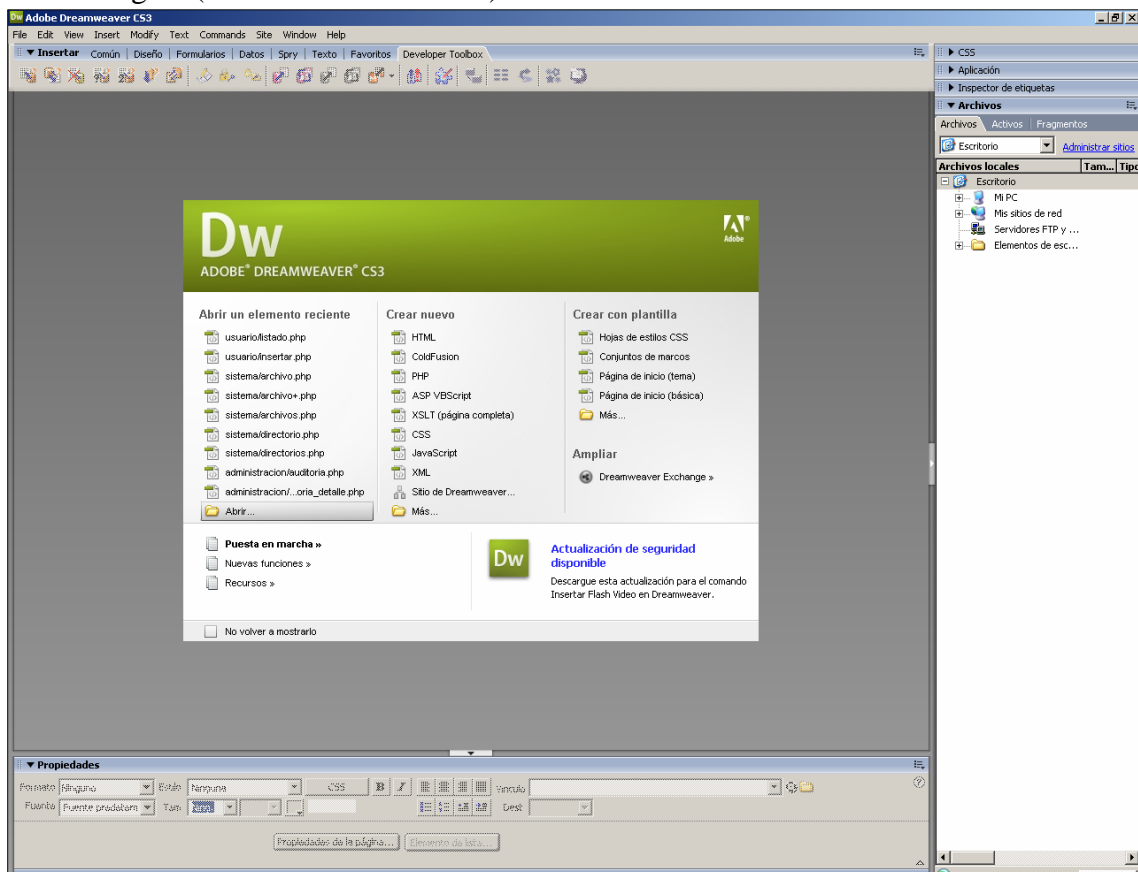 Adobe Dreamweaver CS3
File Edit View Insert Modify Text Commands Site Window Help
Insertar Común Diseño Formularios Datos Spry Texto Favoritos Developer Toolbox
CSS
Aplicación
Inspector de etiquetas
Archivos
Archivos Activos Fragmentos
Escritorio Administrar sitios
Archivos locales Tam... Tipo
Escritorio
Mi PC
Mis sitios de red
Servidores FTP y ...
Elementos de esc...
Dw
ADOBE® DREAMWEAVER® CS3
Adobe
Abrir un elemento reciente
usuario/listado.php
usuario/insertar.php
sistema/archivo.php
sistema/archivo+.php
sistema/archivos.php
sistema/directorio.php
sistema/directorios.php
administracion/auditoria.php
administracion/...oria_detalle.php
Abrir...
Crear nuevo
HTML
ColdFusion
PHP
ASP VBScript
XSLT (página completa)
CSS
JavaScript
XML
Sitio de Dreamweaver...
Más...
Crear con plantilla
Hojas de estilos CSS
Conjuntos de marcos
Página de inicio (tema)
Página de inicio (básica)
Más...
Ampliar
Dreamweaver Exchange »
Puesta en marcha »
Nuevas funciones »
Recursos »
Dw
Actualización de seguridad
disponible
Descargue esta actualización para el comando
Insertar Flash Video en Dreamweaver.
No volver a mostrarlo
Propiedades
Formato Ninguno Estilo Ninguna CSS B I Vínculo
Fuente Fuente predeterm Tam Dest
Propiedades de la página... Elemento de lista...